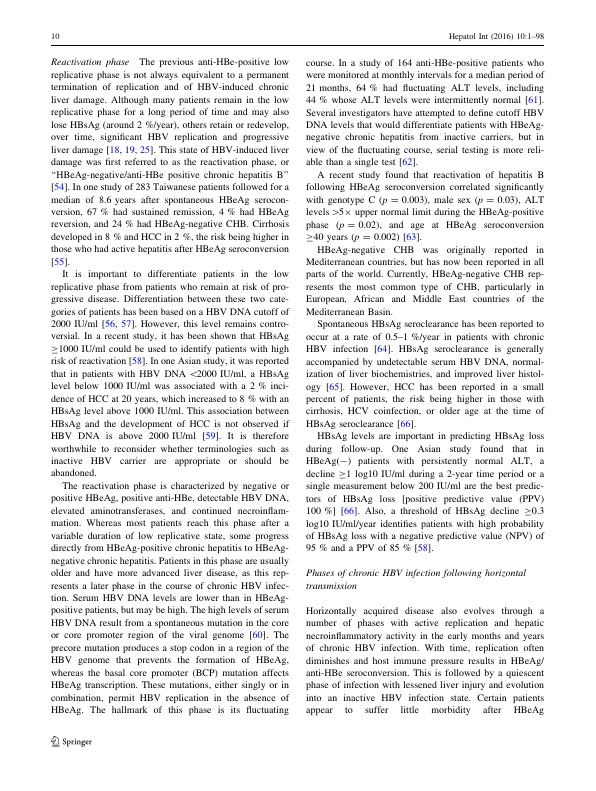 10
Hepatol Int (2016) 10:1–98
Reactivation phase The previous anti-HBe-positive low
replicative phase is not always equivalent to a permanent
termination of replication and of HBV-induced chronic
liver damage. Although many patients remain in the low
replicative phase for a long period of time and may also
lose HBsAg (around 2 %/year), others retain or redevelop,
over time, significant HBV replication and progressive
liver damage [18, 19, 25]. This state of HBV-induced liver
damage was first referred to as the reactivation phase, or
“HBeAg-negative/anti-HBe positive chronic hepatitis B”
[54]. In one study of 283 Taiwanese patients followed for a
median of 8.6 years after spontaneous HBeAg serocon-
version, 67 % had sustained remission, 4 % had HBeAg
reversion, and 24 % had HBeAg-negative CHB. Cirrhosis
developed in 8 % and HCC in 2 %, the risk being higher in
those who had active hepatitis after HBeAg seroconversion
[55].
It is important to differentiate patients in the low
replicative phase from patients who remain at risk of pro-
gressive disease. Differentiation between these two cate-
gories of patients has been based on a HBV DNA cutoff of
2000 IU/ml [56, 57]. However, this level remains contro-
versial. In a recent study, it has been shown that HBsAg
≥1000 IU/ml could be used to identify patients with high
risk of reactivation [58]. In one Asian study, it was reported
that in patients with HBV DNA <2000 IU/ml, a HBsAg
level below 1000 IU/ml was associated with a 2 % inci-
dence of HCC at 20 years, which increased to 8 % with an
HBsAg level above 1000 IU/ml. This association between
HBsAg and the development of HCC is not observed if
HBV DNA is above 2000 IU/ml [59]. It is therefore
worthwhile to reconsider whether terminologies such as
inactive HBV carrier are appropriate or should be
abandoned.
The reactivation phase is characterized by negative or
positive HBeAg, positive anti-HBe, detectable HBV DNA,
elevated aminotransferases, and continued necroinflam-
mation. Whereas most patients reach this phase after a
variable duration of low replicative state, some progress
directly from HBeAg-positive chronic hepatitis to HBeAg-
negative chronic hepatitis. Patients in this phase are usually
older and have more advanced liver disease, as this rep-
resents a later phase in the course of chronic HBV infec-
tion. Serum HBV DNA levels are lower than in HBeAg-
positive patients, but may be high. The high levels of serum
HBV DNA result from a spontaneous mutation in the core
or core promoter region of the viral genome [60]. The
precore mutation produces a stop codon in a region of the
HBV genome that prevents the formation of HBeAg,
whereas the basal core promoter (BCP) mutation affects
HBeAg transcription. These mutations, either singly or in
combination, permit HBV replication in the absence of
HBeAg. The hallmark of this phase is its fluctuating
course. In a study of 164 anti-HBe-positive patients who
were monitored at monthly intervals for a median period of
21 months, 64 % had fluctuating ALT levels, including
44 % whose ALT levels were intermittently normal [61].
Several investigators have attempted to define cutoff HBV
DNA levels that would differentiate patients with HBeAg-
negative chronic hepatitis from inactive carriers, but in
view of the fluctuating course, serial testing is more reli-
able than a single test [62].
A recent study found that reactivation of hepatitis B
following HBeAg seroconversion correlated significantly
with genotype C (p = 0.003), male sex (p = 0.03), ALT
levels >5× upper normal limit during the HBeAg-positive
phase (p = 0.02), and age at HBeAg seroconversion
≥40 years (p = 0.002) [63].
HBeAg-negative CHB was originally reported in
Mediterranean countries, but has now been reported in all
parts of the world. Currently, HBeAg-negative CHB rep-
resents the most common type of CHB, particularly in
European, African and Middle East countries of the
Mediterranean Basin.
Spontaneous HBsAg seroclearance has been reported to
occur at a rate of 0.5–1 %/year in patients with chronic
HBV infection [64]. HBsAg seroclearance is generally
accompanied by undetectable serum HBV DNA, normal-
ization of liver biochemistries, and improved liver histol-
ogy [65]. However, HCC has been reported in a small
percent of patients, the risk being higher in those with
cirrhosis, HCV coinfection, or older age at the time of
HBsAg seroclearance [66].
HBsAg levels are important in predicting HBsAg loss
during follow-up. One Asian study found that in
HBeAg(−) patients with persistently normal ALT, a
decline ≥1 log10 IU/ml during a 2-year time period or a
single measurement below 200 IU/ml are the best predic-
tors of HBsAg loss [positive predictive value (PPV)
100 %] [66]. Also, a threshold of HBsAg decline ≥0.3
log10 IU/ml/year identifies patients with high probability
of HBsAg loss with a negative predictive value (NPV) of
95 % and a PPV of 85 % [58].
Phases of chronic HBV infection following horizontal
transmission
Horizontally acquired disease also evolves through a
number of phases with active replication and hepatic
necroinflammatory activity in the early months and years
of chronic HBV infection. With time, replication often
diminishes and host immune pressure results in HBeAg/
anti-HBe seroconversion. This is followed by a quiescent
phase of infection with lessened liver injury and evolution
into an inactive HBV infection state. Certain patients
appear to suffer little morbidity after HBeAg
Springer